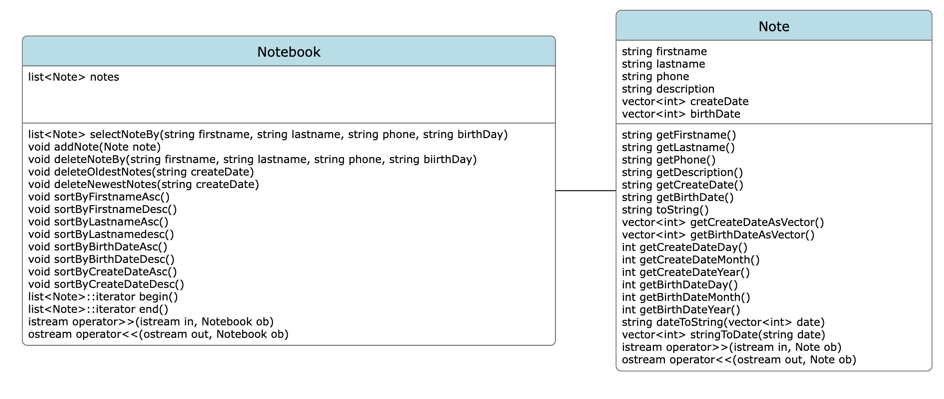 Notebook
list<Note> notes
list<Note> selectNoteBy(string firstname, string lastname, string phone, string birthDay)
void addNote(Note note)
void deleteNoteBy(string firstname, string lastname, string phone, string biirthDay)
void deleteOldestNotes(string createDate)
void deleteNewestNotes(string createDate)
void sortByFirstnameAsc()
void sortByFirstnameDesc()
void sortByLastnameAsc()
void sortByLastnamedesc()
void sortByBirthDateAsc()
void sortByBirthDateDesc()
void sortByCreateDateAsc()
void sortByCreateDateDesc()
list<Note>::iterator begin()
list<Note>::iterator end()
istream operator>>(istream in, Notebook ob)
ostream operator<<(ostream out, Notebook ob)
Note
string firstname
string lastname
string phone
string description
vector<int> createDate
vector<int> birthDate
string getFirstname()
string getLastname()
string getPhone()
string getDescription()
string getCreateDate()
string getBirthDate()
string toString()
vector<int> getCreateDateAsVector()
vector<int> getBirthDateAsVector()
int getCreateDateDay()
int getCreateDateMonth()
int getCreateDateYear()
int getBirthDateDay()
int getBirthDateMonth()
int getBirthDateYear()
string dateToString(vector<int> date)
vector<int> stringToDate(string date)
istream operator>>(istream in, Note ob)
ostream operator<<(ostream out, Note ob)